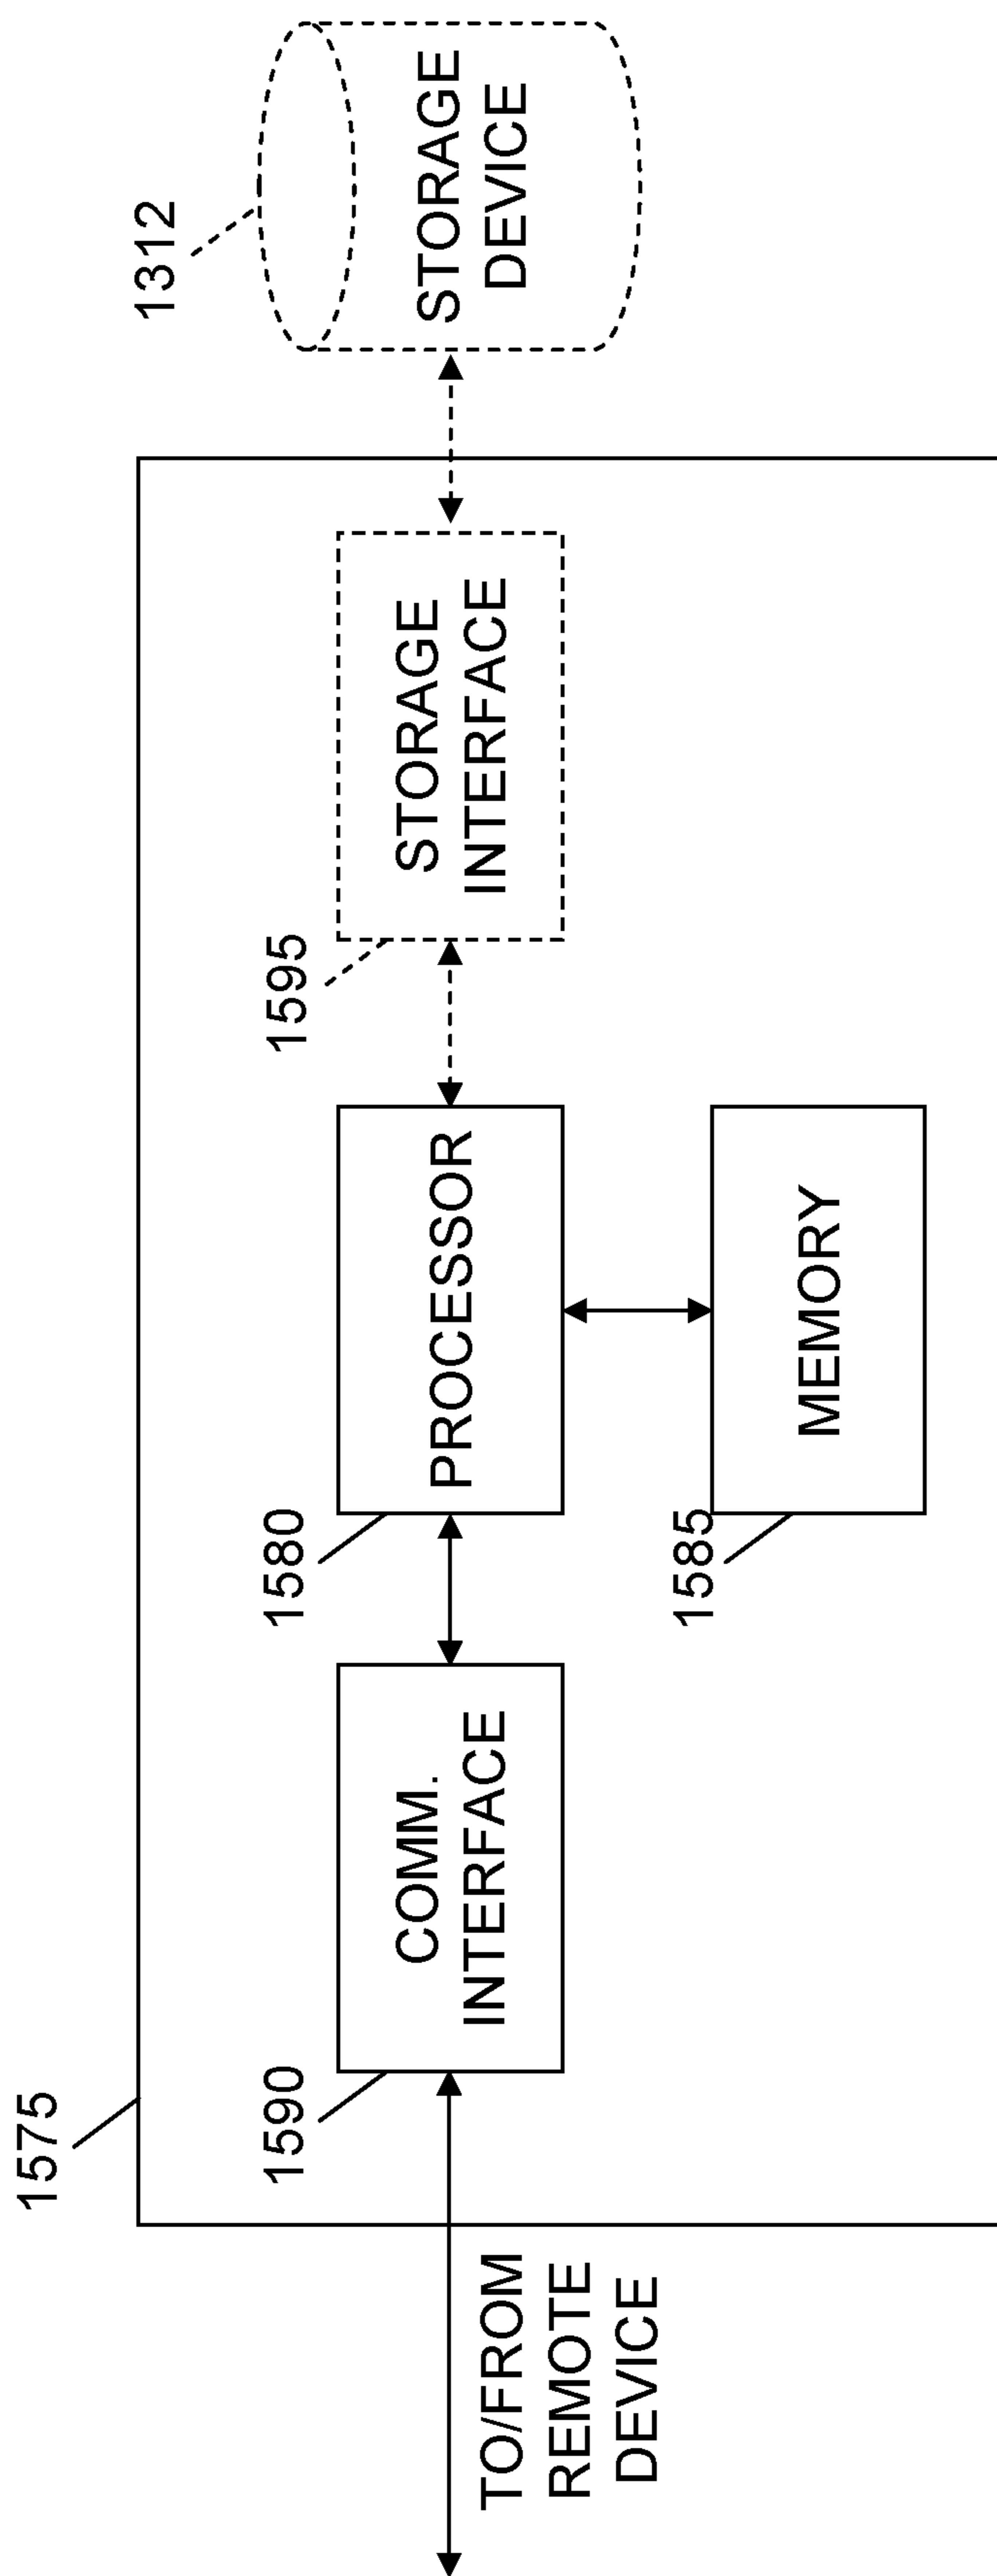 1575
1590
COMM.
INTERFACE
1580
PROCESSOR
1595
STORAGE
INTERFACE
1312
STORAGE
DEVICE
1585
MEMORY
TO/FROM
REMOTE
DEVICE